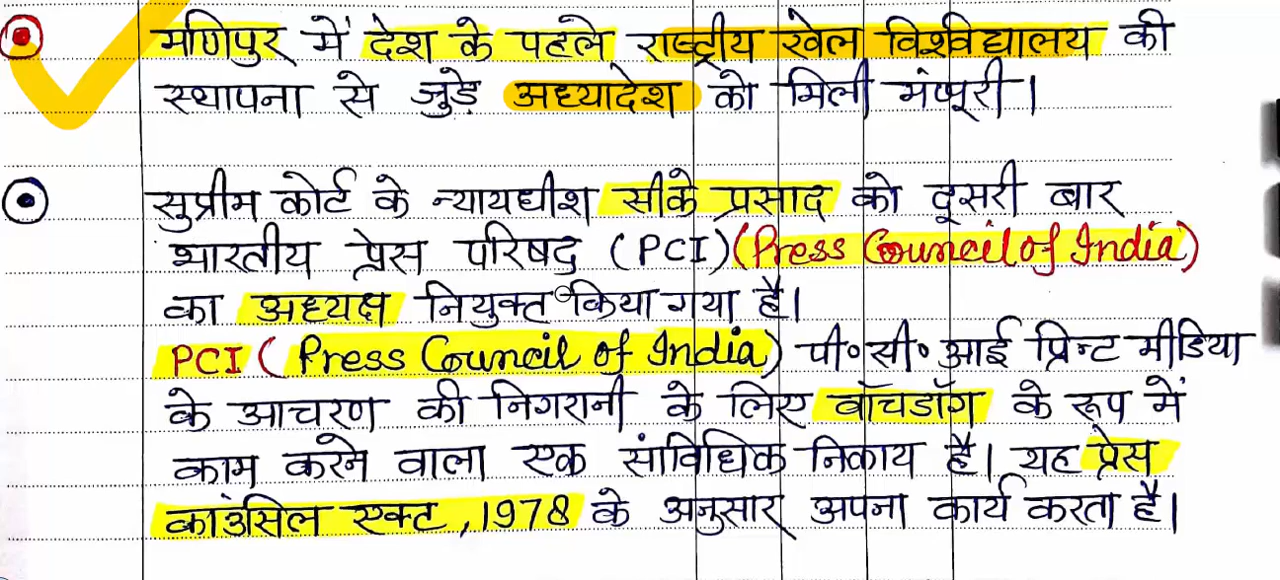 मणिपुर में देश के पहले राष्ट्रीय खेल विश्वविद्यालय की
स्थापना से जुड़े अध्यादेश को मिली मंजूरी।
सुप्रीम कोर्ट के न्यायधीश सीके प्रसाद को दूसरी बार
भारतीय प्रेस परिषद (PCI) (Press Council of India)
का अध्यक्ष नियुक्त किया गया है।
PCI ( Press Council of India) पी॰सी॰ आई प्रिन्ट मीडिया
के आचरण की निगरानी के लिए वॉचडॉग के रूप में
काम करने वाला एक सांविधिक निकाय है। यह प्रेस
काउंसिल एक्ट, 1978 के अनुसार अपना कार्य करता है।